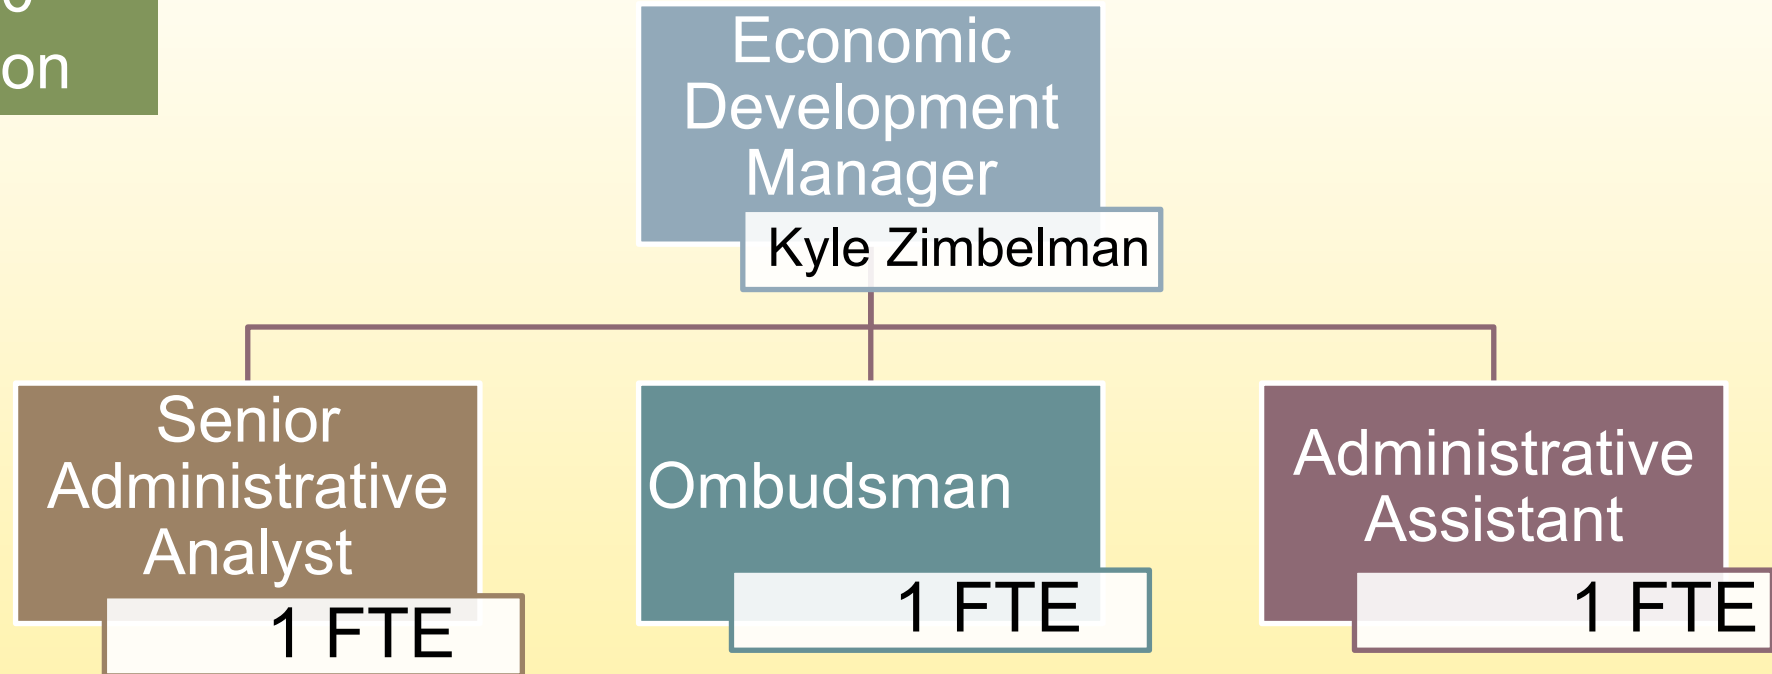 on
Economic
Development
Manager
Kyle Zimbelman
Senior
Administrative
Analyst
1 FTE
Ombudsman
1 FTE
Administrative
Assistant
1 FTE